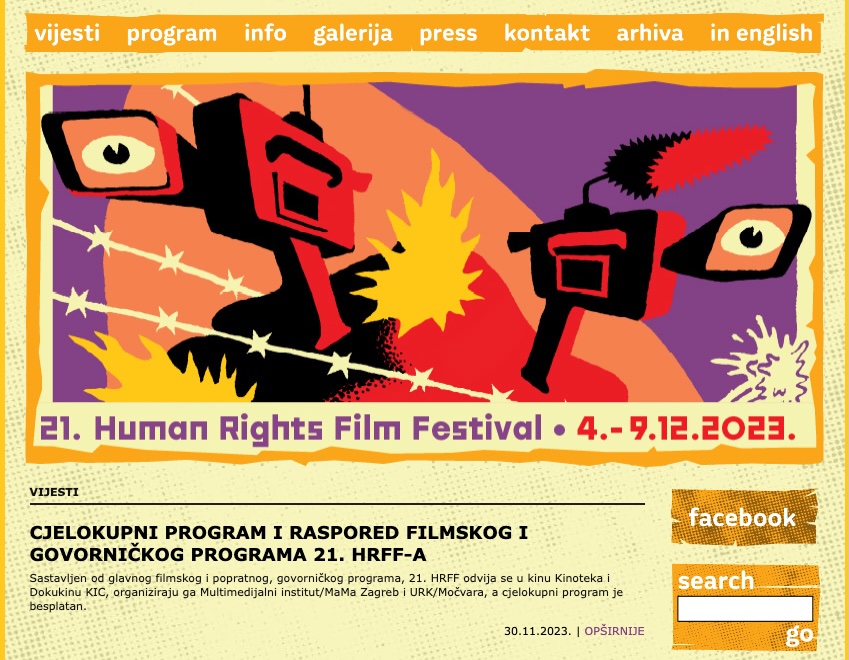 vijesti program info galerija press kontakt arhiva in english
21. Human Rights Film Festival • 4.-9.12.2023.
VIJESTI
CJELOKUPNI PROGRAM I RASPORED FILMSKOG I
GOVORNIČKOG PROGRAMA 21. HRFF-A
Sastavljen od glavnog filmskog i popratnog, govorničkog programa, 21. HRFF odvija se u kinu Kinoteka i
Dokukinu KIC, organiziraju ga Multimedijalni institut/MaMa Zagreb i URK/Močvara, a cjelokupni program je
besplatan.
30.11.2023. | OPŠIRNIJE
facebook
search
go